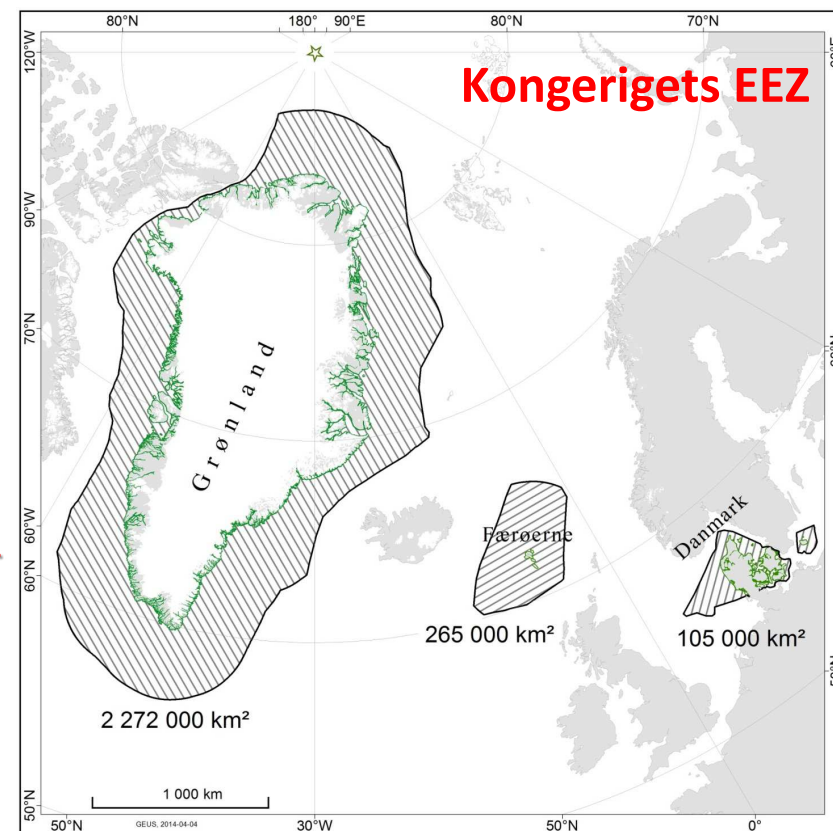 80°N 180° 90°E 80°N 70°N
120°W
Kongerigets EEZ
90°W
70°N
Grønland
60°W
60°N
Færøerne
Danmark
265 000 km²
105 000 km²
2 272 000 km²
1 000 km
50°N
50°N GEUS, 2014-04-04 30°W 50°N 0°